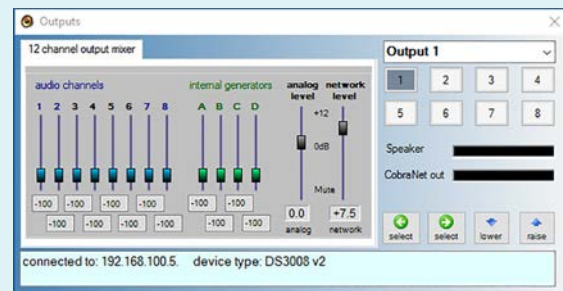 Outputs
12 channel output mixer
audio channels
1 2 3 4 5 6 7 8
internal generators
A B C D
analog level
network level
+12
0dB
Mute
-100 -100 -100 -100 -100 -100
-100 -100 -100 -100 -100 -100
0.0
analog
+7.5
network
Output 1
1 2 3 4
5 6 7 8
Speaker
CobraNet out
select select lower raise
connected to: 192.168.100.5. device type: DS3008 v2